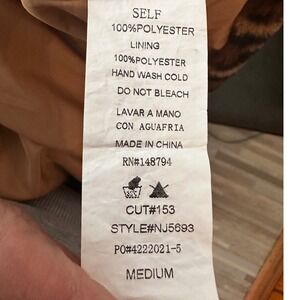 SELF
100%POLYESTER
LINING
100%POLYESTER
HAND WASH COLD
DO NOT BLEACH
LAVAR A MANO
CON AGUAFRIA
MADE IN CHINA
RN#148794
CUT#153
STYLE#NJ5693
PO#4222021-5
MEDIUM